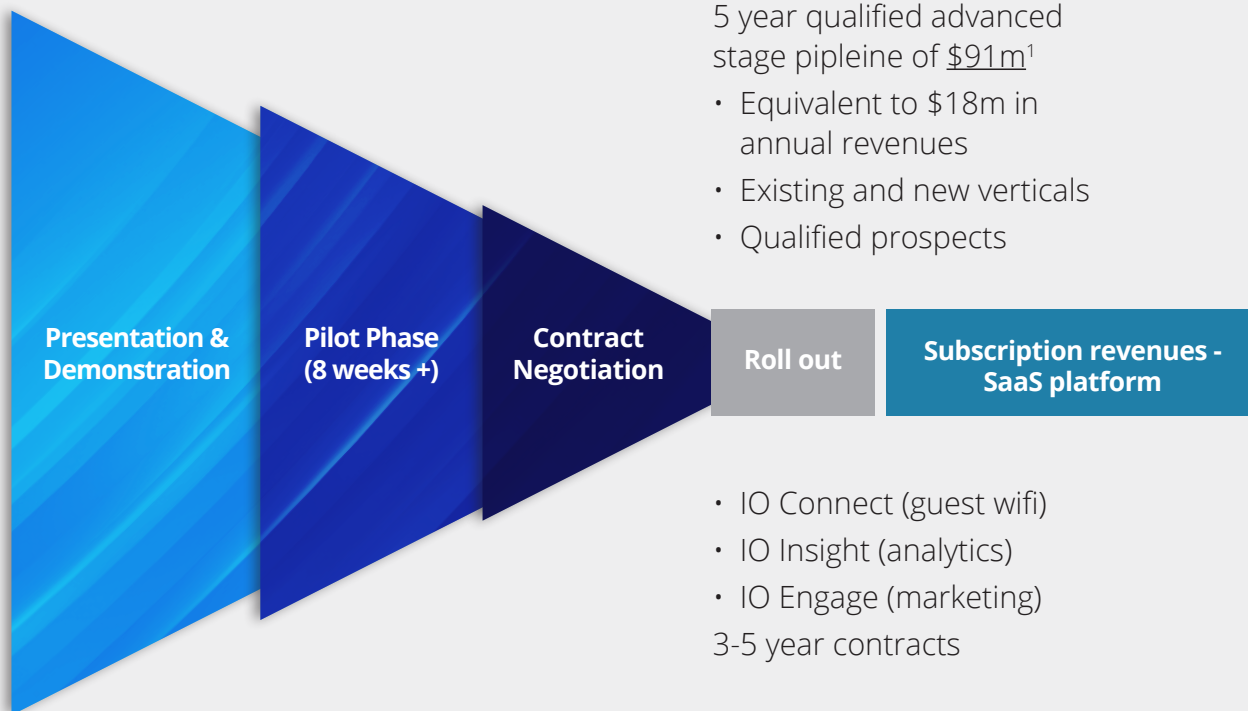 5 year qualified advanced
stage pipleine of $91m¹
• Equivalent to $18m in
annual revenues
• Existing and new verticals
• Qualified prospects
Presentation &
Demonstration
Pilot Phase
(8 weeks +)
Contract
Negotiation
Roll out
Subscription revenues -
SaaS platform
• IO Connect (guest wifi)
• IO Insight (analytics)
• IO Engage (marketing)
3-5 year contracts